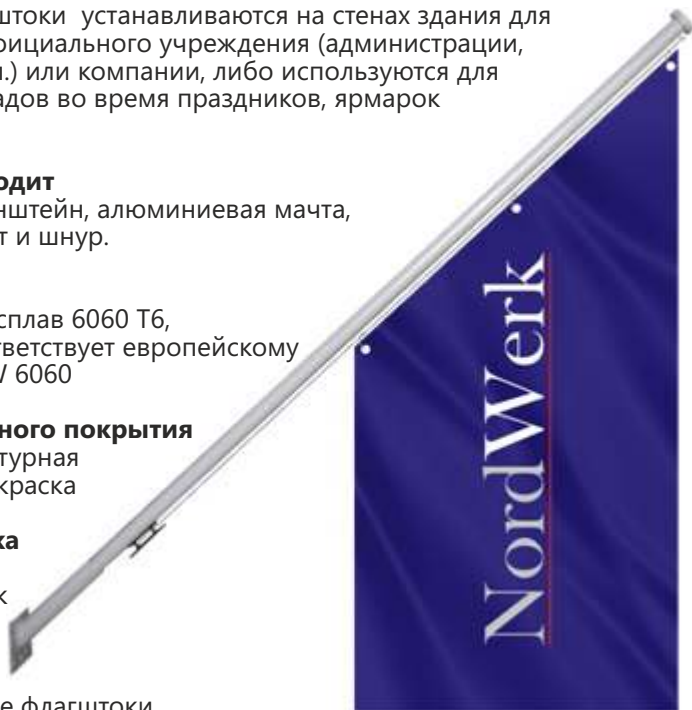 штоки устанавливаются на стенах здания для
официального учреждения (администрации,
.) или компании, либо используются для
адов во время праздников, ярмарок
одит
нштейн, алюминиевая мачта,
т и шнур.
сплав 6060 Т6,
тветствует европейскому
6060
ного покрытия
турная
краска
ка
к
е флагштоки
NordWerk